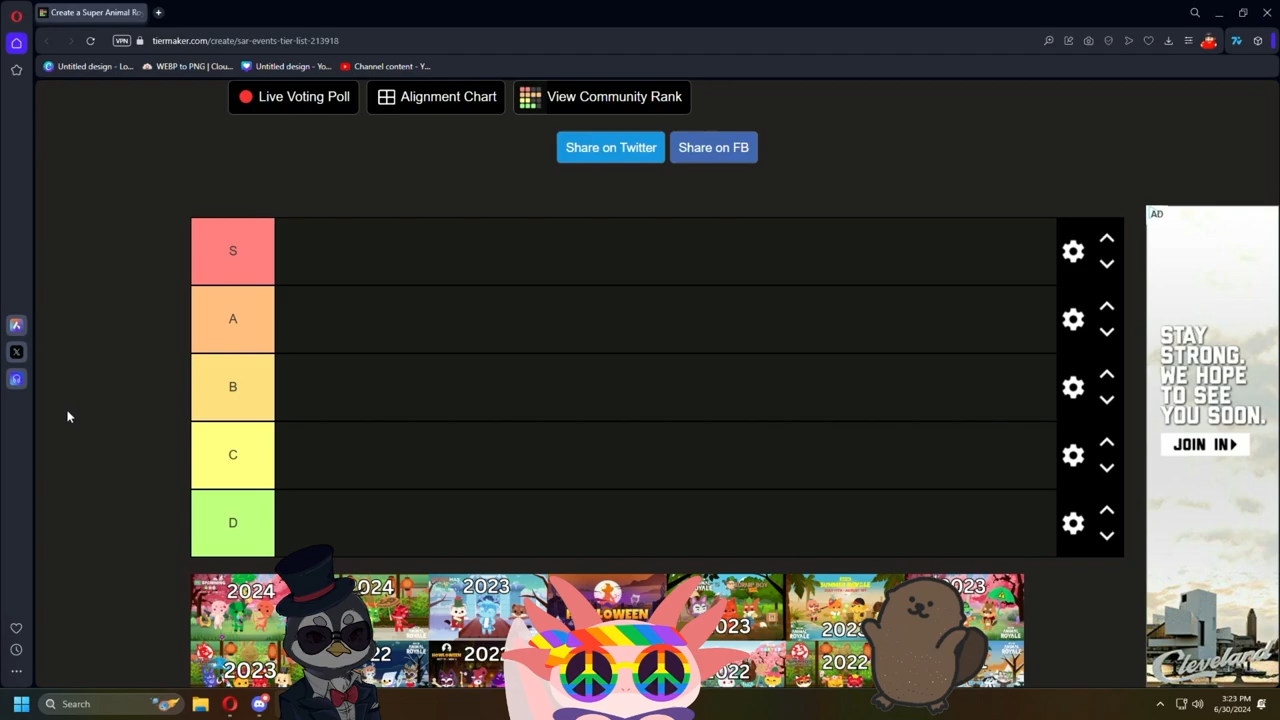 Create a Super Animal Ro
VPN
tiermaker.com/create/sar-events-tier-list-213918
Untitled design - Lo...
WEBP to PNG | Clou...
Untitled design - Yo...
Channel content - Y...
Live Voting Poll
Alignment Chart
View Community Rank
Share on Twitter
Share on FB
S
A
B
C
D
AD
STAY
STRONG.
WE HOPE
TO SEE
YOU SOON.
JOIN IN
Cleveland
2024
2024
2023
HALLOWEEN
2023
2023
2023
2023
2022
2022
2022
Search
3:23 PM
6/30/2024